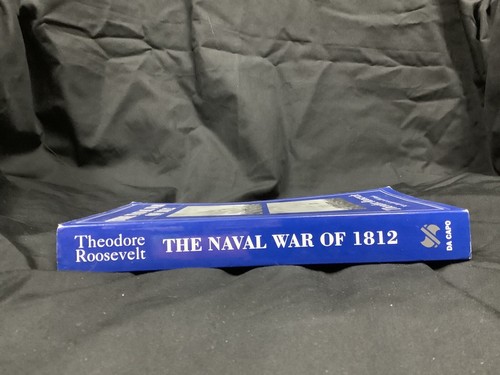 Theodore
Roosevelt
THE NAVAL WAR OF 1812
DA CAPO